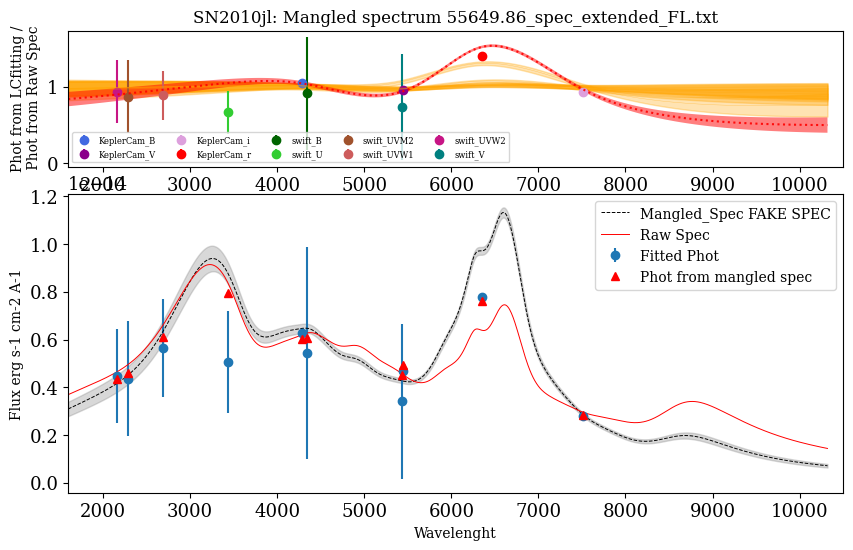 SN2010jl: Mangled spectrum 55649.86_spec_extended_FL.txt
Phot from LCfitting /
Phot from Raw Spec
1
0
KeplerCam_B KeplerCam_i swift_B swift_UVM2 swift_UVW2
KeplerCam_V KeplerCam_r swift_U swift_UVW1 swift_V
2000 3000 4000 5000 6000 7000 8000 9000 10000
1e−14
1.2
1.0
0.8
0.6
0.4
0.2
0.0
Flux erg s-1 cm-2 A-1
Mangled_Spec FAKE SPEC
Raw Spec
Fitted Phot
Phot from mangled spec
2000 3000 4000 5000 6000 7000 8000 9000 10000
Wavelenght